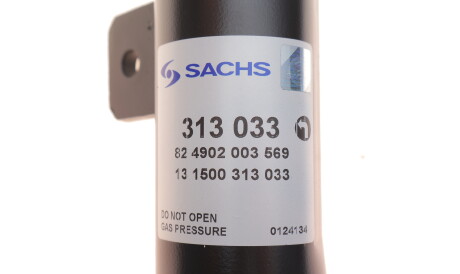 SACHS
313 033
82 4902 003 569
13 1500 313 033
DO NOT OPEN
GAS PRESSURE 0124134